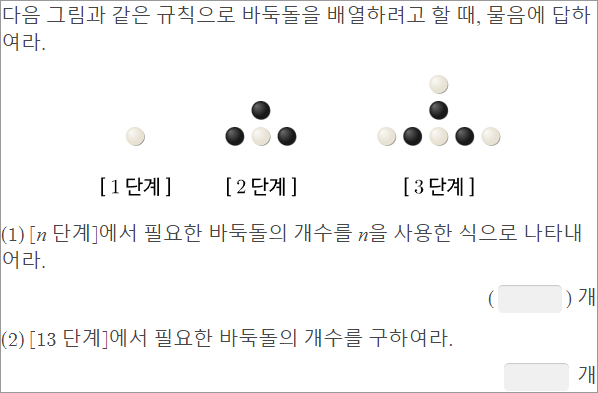 다음 그림과 같은 규칙으로 바둑돌을 배열하려고 할 때, 물음에 답하
여라.
[ 1 단계 ] [ 2 단계 ] [ 3 단계 ]
(1) [n 단계]에서 필요한 바둑돌의 개수를 n을 사용한 식으로 나타내
어라.
( ) 개
(2) [13 단계]에서 필요한 바둑돌의 개수를 구하여라.
개